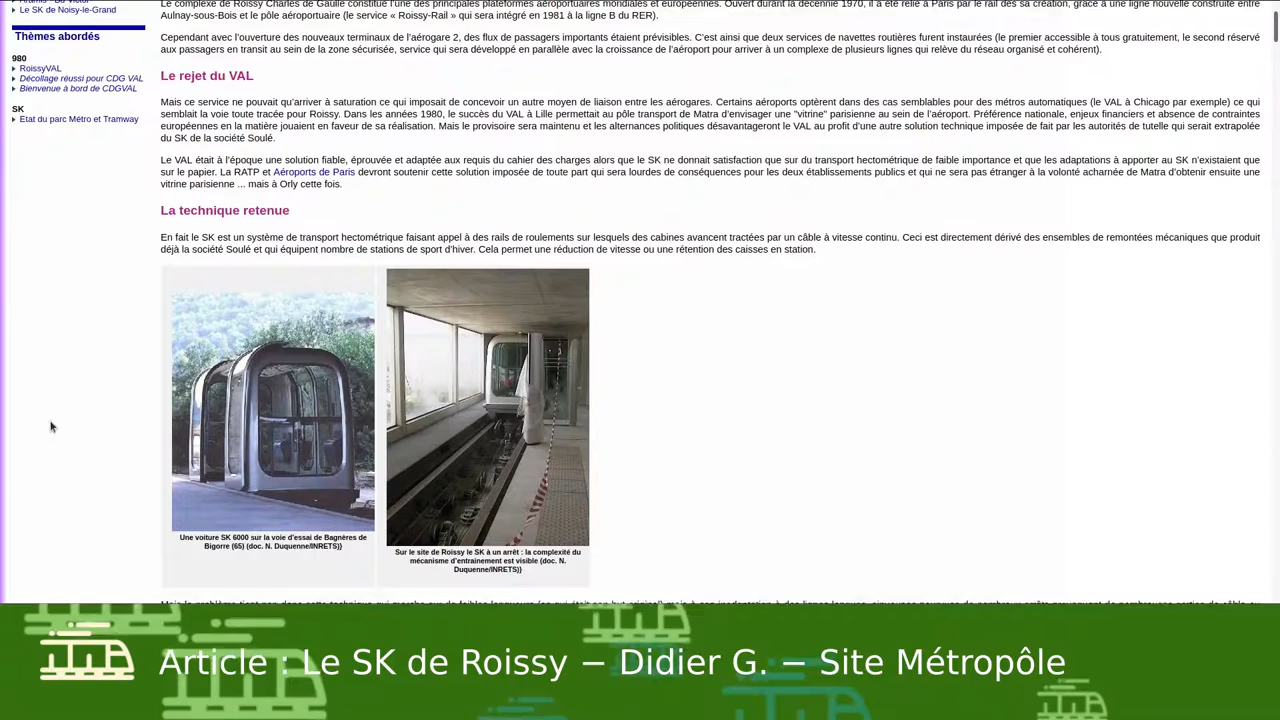 Le SK de Noisy-le-Grand
Thèmes abordés
980
RoissyVAL
Décollage réussi pour CDG VAL
Bienvenue à bord de CDGVAL
SK
Etat du parc Métro et Tramway
Le complexe de Roissy Charles de Gaulle constitue l'une des principales plateformes aéroportuaires mondiales et européennes. Ouvert durant la décennie 1970, il a été relié à Paris par le rail dès sa création, grâce à une ligne nouvelle construite entre
Aulnay-sous-Bois et le pôle aéroportuaire (le service « Roissy-Rail » qui sera intégré en 1981 à la ligne B du RER).
Cependant avec l'ouverture des nouveaux terminaux de l'aérogare 2, des flux de passagers importants étaient prévisibles. C'est ainsi que deux services de navettes routières furent instaurées (le premier accessible à tous gratuitement, le second réservé
aux passagers en transit au sein de la zone sécurisée, service qui sera développé en parallèle avec la croissance de l'aéroport pour arriver à un complexe de plusieurs lignes qui relève du réseau organisé et cohérent).
Le rejet du VAL
Mais ce service ne pouvait qu'arriver à saturation ce qui imposait de concevoir un autre moyen de liaison entre les aérogares. Certains aéroports optèrent dans des cas semblables pour des métros automatiques (le VAL à Chicago par exemple) ce qui
semblait la voie toute tracée pour Roissy. Dans les années 1980, le succès du VAL à Lille permettait au pôle transport de Matra d'envisager une "vitrine" parisienne au sein de l'aéroport. Préférence nationale, enjeux financiers et absence de contraintes
européennes en la matière jouaient en faveur de sa réalisation. Mais le provisoire sera maintenu et les alternances politiques désavantageront le VAL au profit d'une autre solution technique imposée de fait par les autorités de tutelle qui serait extrapolée
du SK de la société Soulé.
Le VAL était à l'époque une solution fiable, éprouvée et adaptée aux requis du cahier des charges alors que le SK ne donnait satisfaction que sur du transport hectométrique de faible importance et que les adaptations à apporter au SK n'existaient que
sur le papier. La RATP et Aéroports de Paris devront soutenir cette solution imposée de toute part qui sera lourdes de conséquences pour les deux établissements publics et qui ne sera pas étranger à la volonté acharnée de Matra d'obtenir ensuite une
vitrine parisienne ... mais à Orly cette fois.
La technique retenue
En fait le SK est un système de transport hectométrique faisant appel à des rails de roulements sur lesquels des cabines avancent tractées par un câble à vitesse continu. Ceci est directement dérivé des ensembles de remontées mécaniques que produit
déjà la société Soulé et qui équipent nombre de stations de sport d'hiver. Cela permet une réduction de vitesse ou une rétention des caisses en station.
Une voiture SK 6000 sur la voie d'essai de Bagnères de
Bigorre (65) (doc. N. Duquenne/INRETS)}
Sur le site de Roissy le SK à un arrêt : la complexité du
mécanisme d'entrainement est visible (doc. N.
Duquenne/INRETS)}
Article : Le SK de Roissy – Didier G. – Site Métropôle